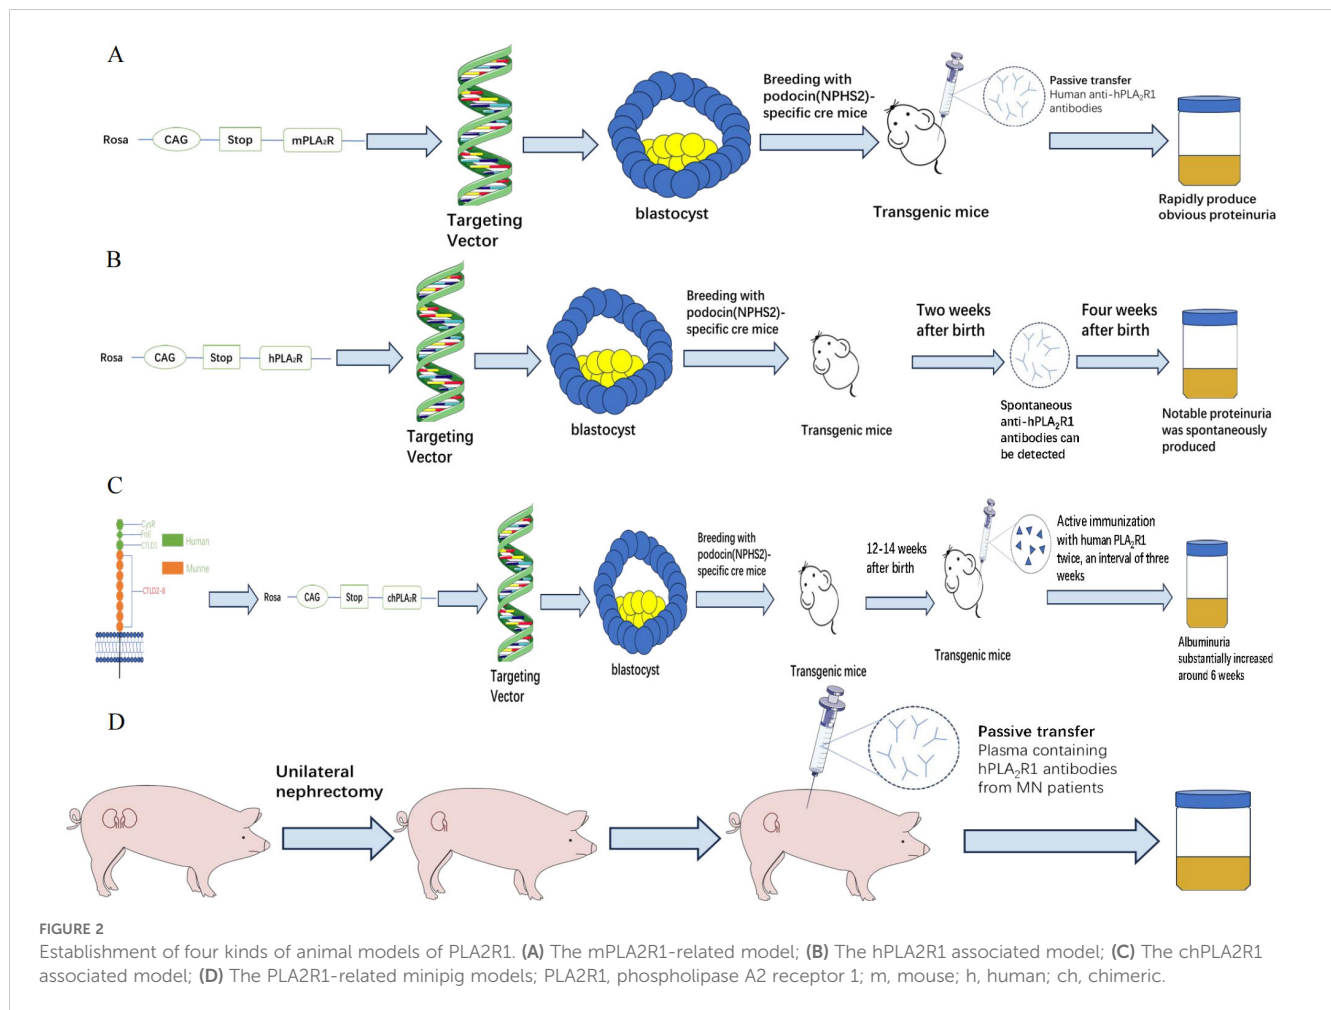 A
Rosa
CAG
Stop
mPLA₂R
Targeting
Vector
blastocyst
Breeding with
podocin(NPHS2)-
specific cre mice
Transgenic mice
Passive transfer
Human anti-hPLA₂R1
antibodies
Rapidly produce
obvious proteinuria
B
Rosa
CAG
Stop
hPLA₂R
Targeting
Vector
blastocyst
Breeding with
podocin(NPHS2)-
specific cre mice
Transgenic mice
Two weeks
after birth
Spontaneous
anti-hPLA₂R1
antibodies can
be detected
Four weeks
after birth
Notable proteinuria
was spontaneously
produced
C
CysR
FnII
CTLD1
CTLD2-8
Human
Murine
Rosa
CAG
Stop
chPLA₂R
Targeting
Vector
blastocyst
Breeding with
podocin(NPHS2)-
specific cre mice
Transgenic mice
12-14 weeks
after birth
Transgenic mice
Active immunization
with human PLA₂R1
twice, an interval of three
weeks
Albuminuria
substantially increased
around 6 weeks
D
Unilateral
nephrectomy
Passive transfer
Plasma containing
hPLA₂R1 antibodies
from MN patients
FIGURE 2
Establishment of four kinds of animal models of PLA2R1. (A) The mPLA2R1-related model; (B) The hPLA2R1 associated model; (C) The chPLA2R1
associated model; (D) The PLA2R1-related minipig models; PLA2R1, phospholipase A2 receptor 1; m, mouse; h, human; ch, chimeric.